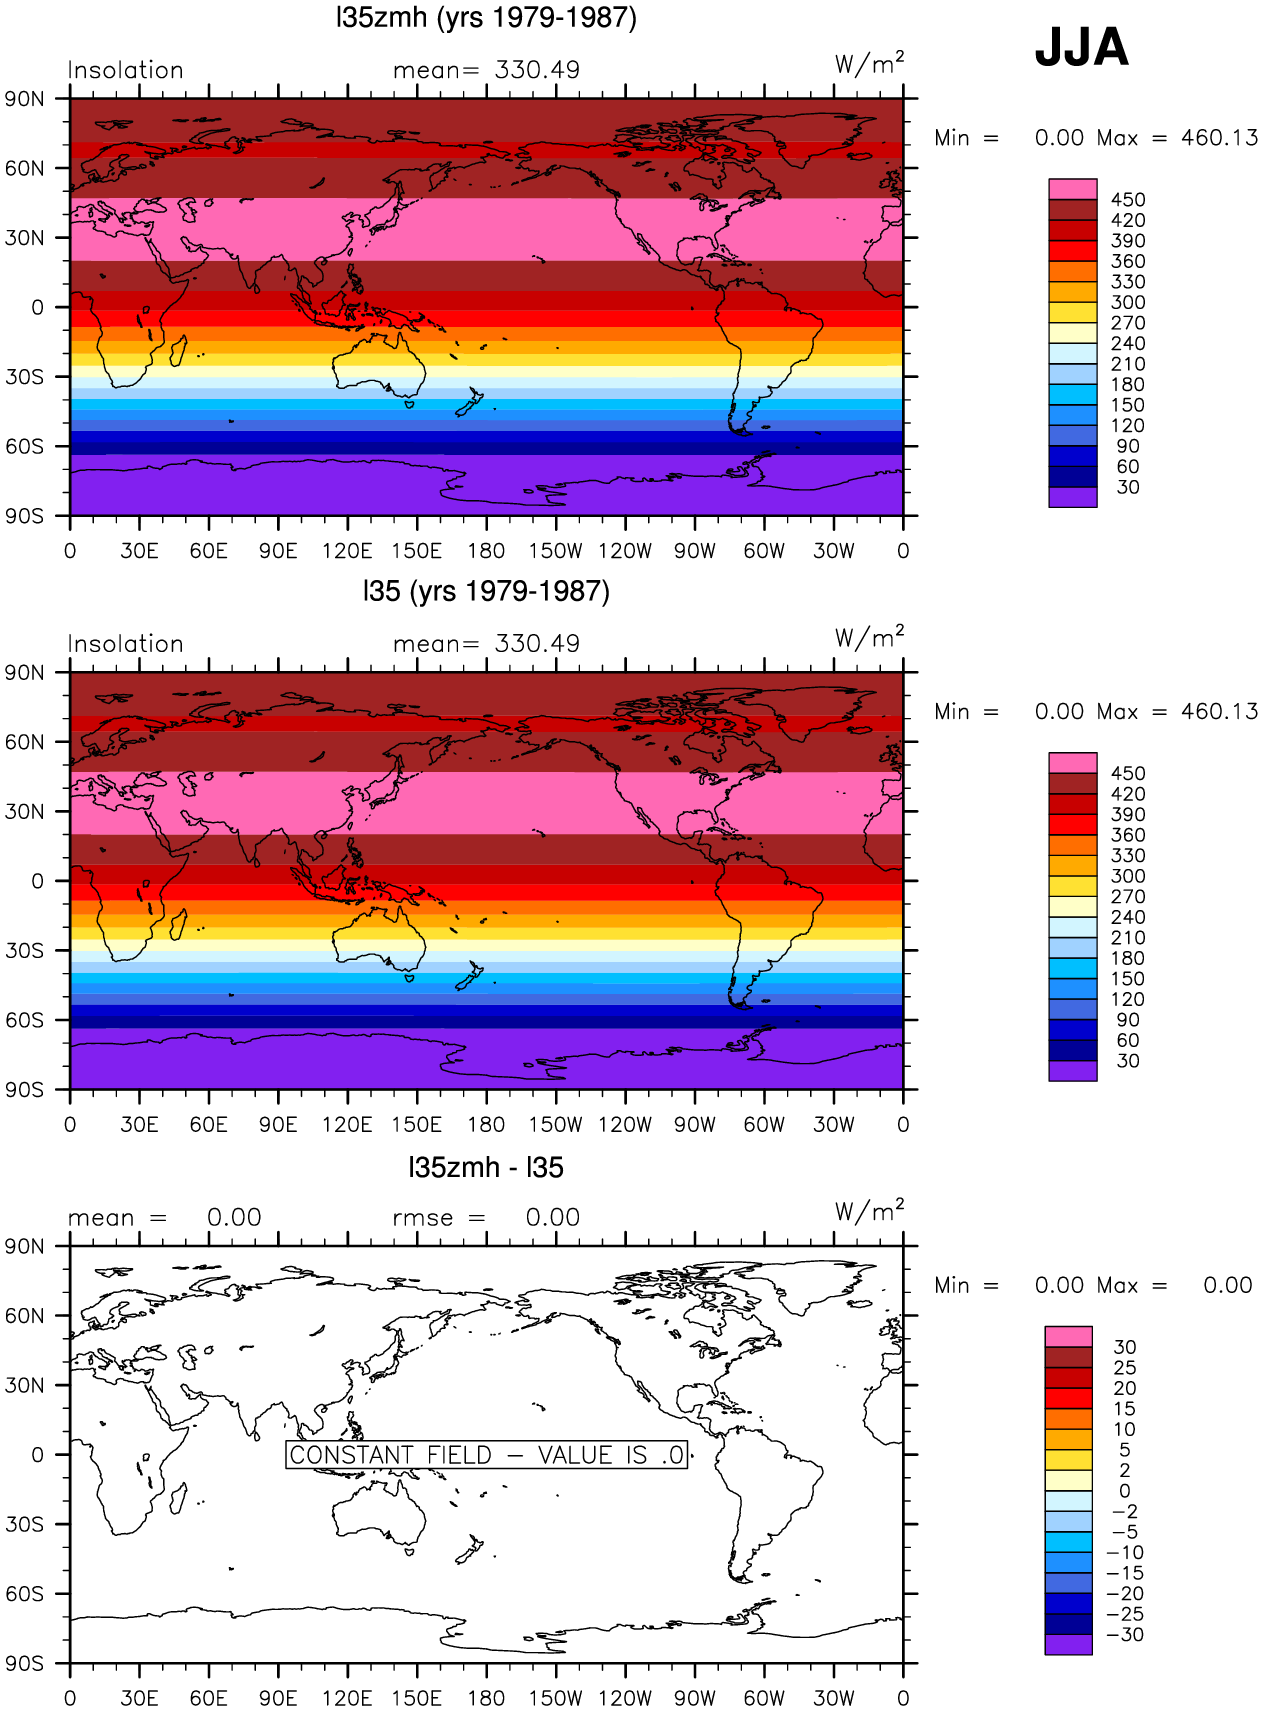 l35zmh (yrs 1979-1987)
JJA
Insolation mean= 330.49 W/m²
Min = 0.00 Max = 460.13
90N
60N
30N
0
30S
60S
90S
0 30E 60E 90E 120E 150E 180 150W 120W 90W 60W 30W 0
450
420
390
360
330
300
270
240
210
180
150
120
90
60
30
l35 (yrs 1979-1987)
Insolation mean= 330.49 W/m²
Min = 0.00 Max = 460.13
90N
60N
30N
0
30S
60S
90S
0 30E 60E 90E 120E 150E 180 150W 120W 90W 60W 30W 0
450
420
390
360
330
300
270
240
210
180
150
120
90
60
30
l35zmh - l35
mean = 0.00 rmse = 0.00 W/m²
Min = 0.00 Max = 0.00
90N
60N
30N
0
30S
60S
90S
CONSTANT FIELD - VALUE IS .0
0 30E 60E 90E 120E 150E 180 150W 120W 90W 60W 30W 0
30
25
20
15
10
5
2
0
-2
-5
-10
-15
-20
-25
-30